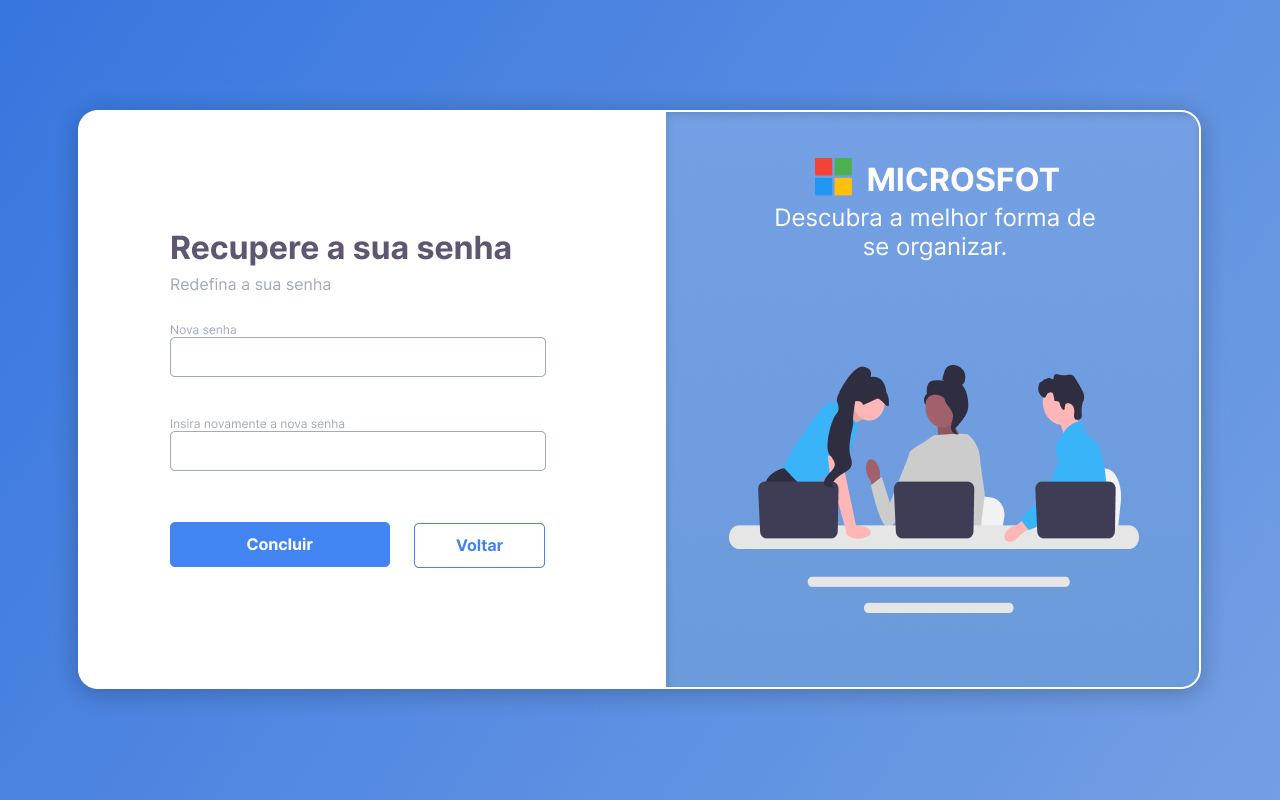 Recupere a sua senha
Redefina a sua senha
Nova senha
Insira novamente a nova senha
Concluir
Voltar
MICROSFOT
Descubra a melhor forma de
se organizar.